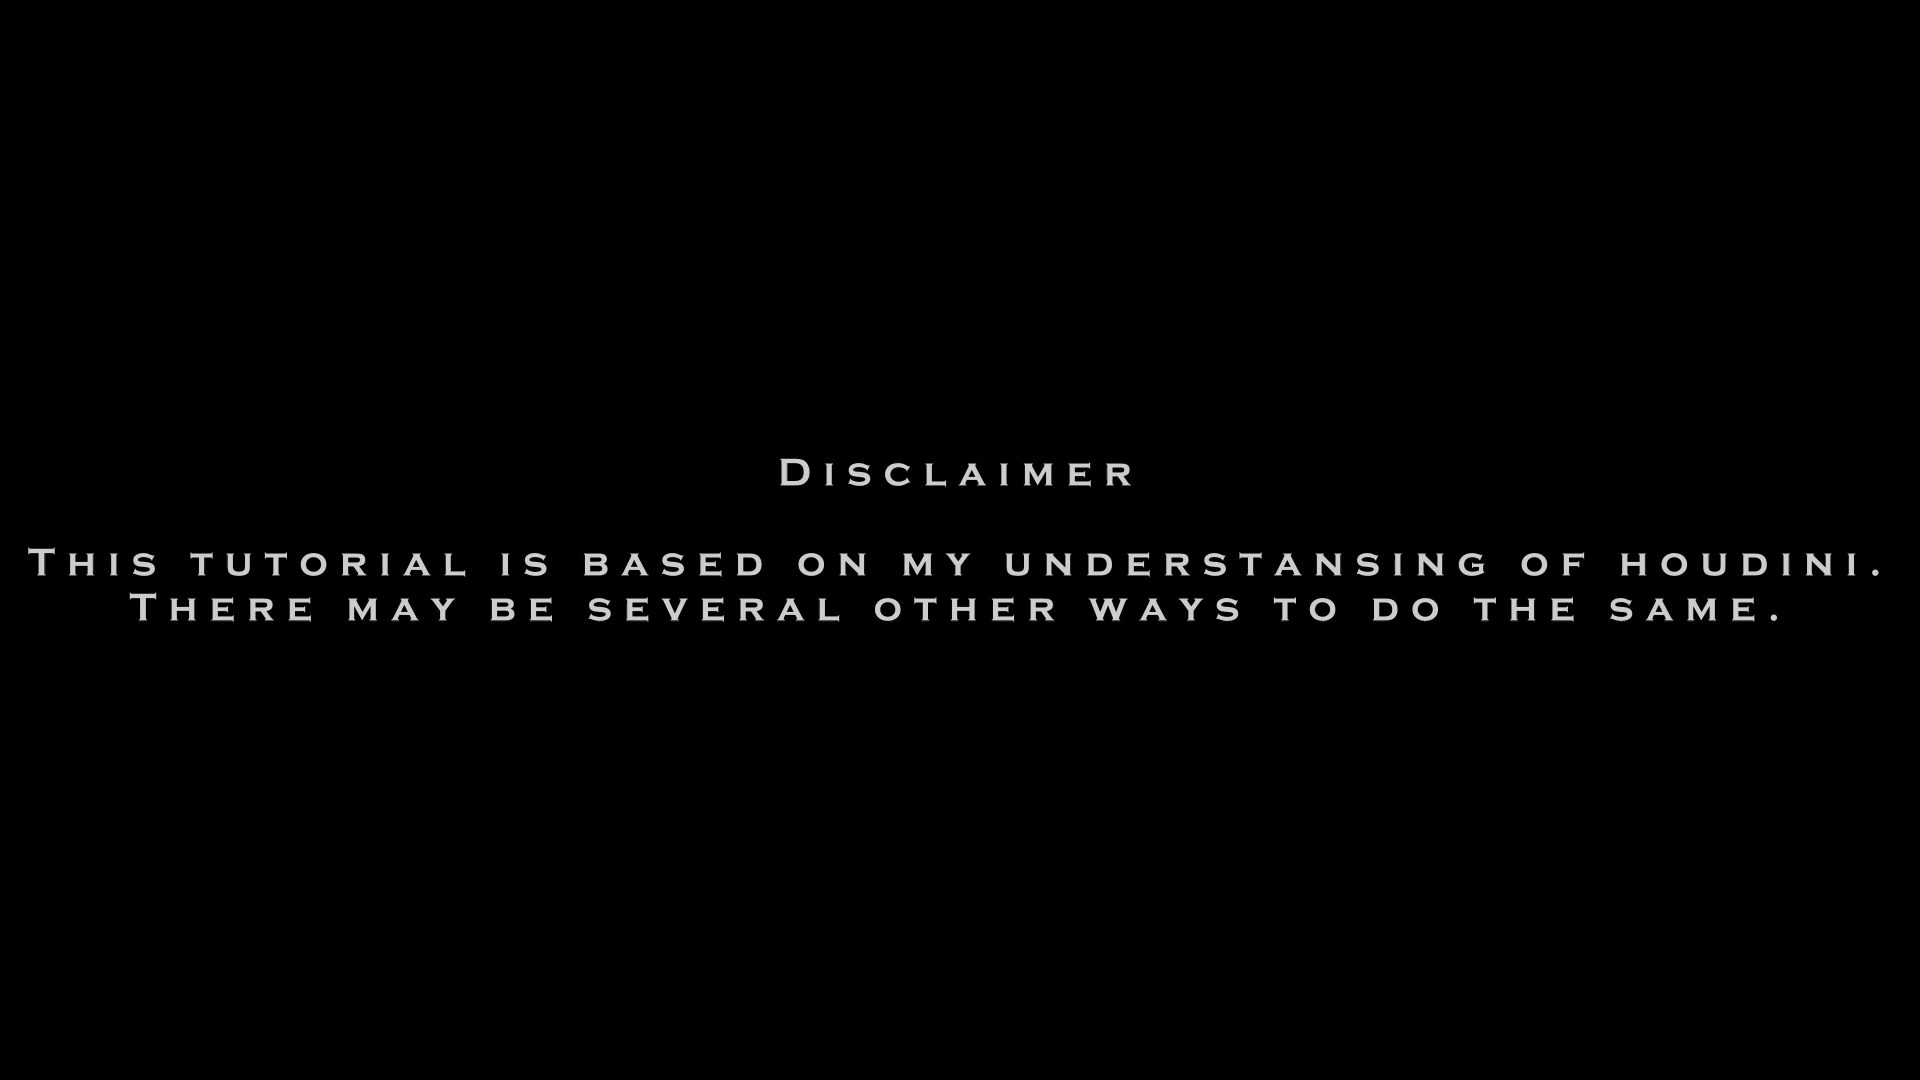 Disclaimer
This tutorial is based on my understansing of houdini.
There may be several other ways to do the same.